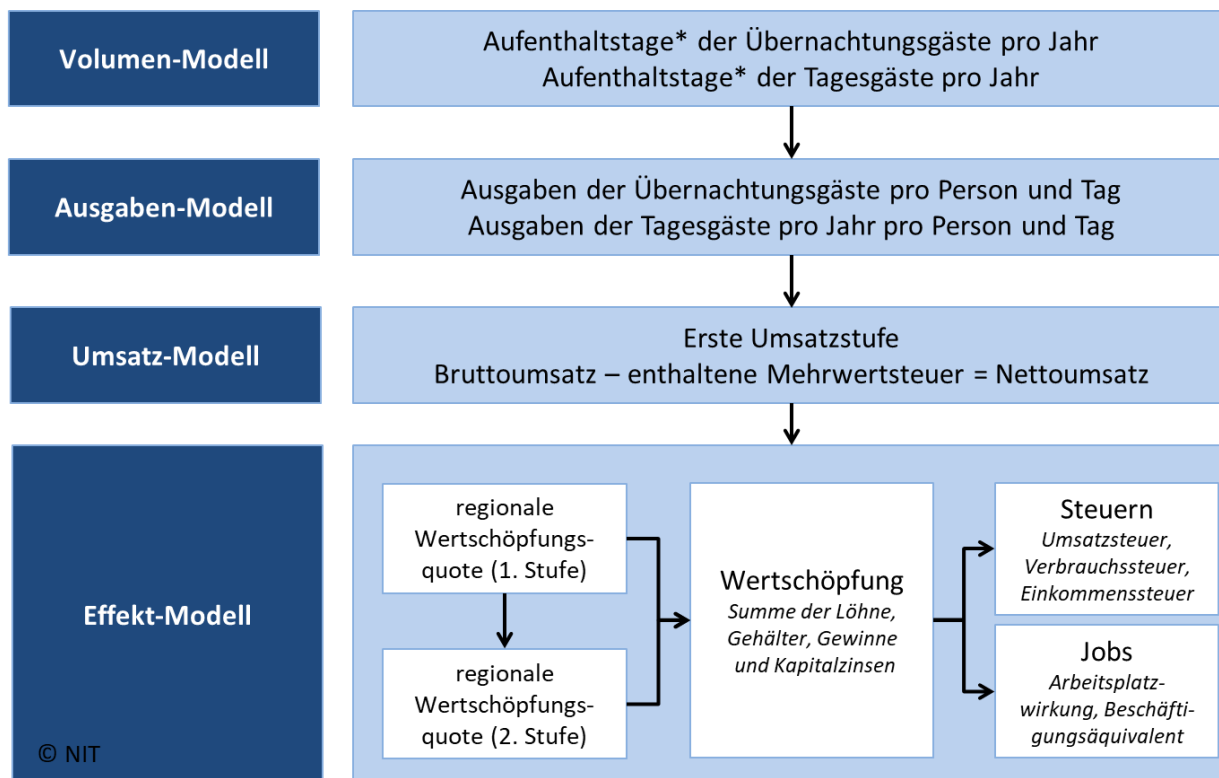 Volumen-Modell
Aufenthaltstage* der Übernachtungsgäste pro Jahr
Aufenthaltstage* der Tagesgäste pro Jahr
Ausgaben-Modell
Ausgaben der Übernachtungsgäste pro Person und Tag
Ausgaben der Tagesgäste pro Jahr pro Person und Tag
Umsatz-Modell
Erste Umsatzstufe
Bruttoumsatz – enthaltene Mehrwertsteuer = Nettoumsatz
Effekt-Modell
© NIT
regionale
Wertschöpfungs-
quote (1. Stufe)
regionale
Wertschöpfungs-
quote (2. Stufe)
Wertschöpfung
Summe der Löhne,
Gehälter, Gewinne
und Kapitalzinsen
Steuern
Umsatzsteuer,
Verbrauchssteuer,
Einkommenssteuer
Jobs
Arbeitsplatz-
wirkung, Beschäfti-
gungsäquivalent